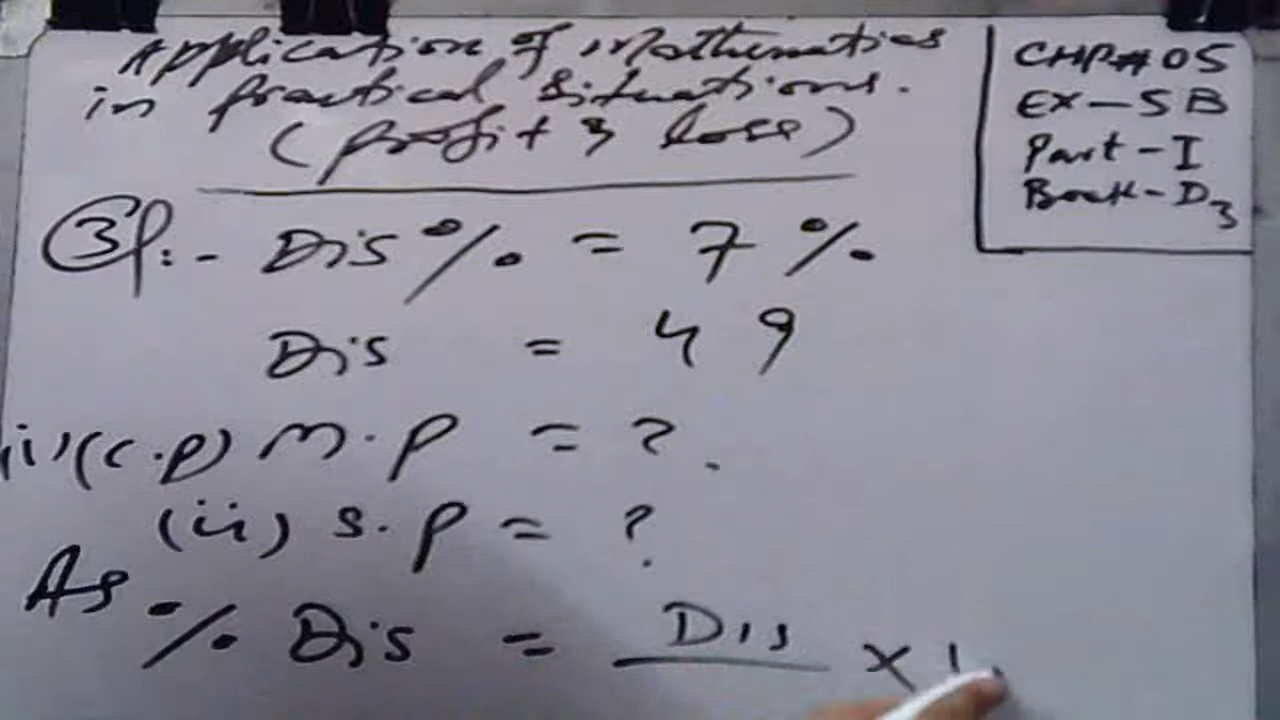 Application of Mathematics
in practical situations.
(profit & loss)
CHP# 05
EX-5B
Part-I
Book-D3
③:- Dis% = 7%
Dis = 49
(i) (c.p) m.p = ?.
(ii) s.p = ?
As % Dis = Dis ×